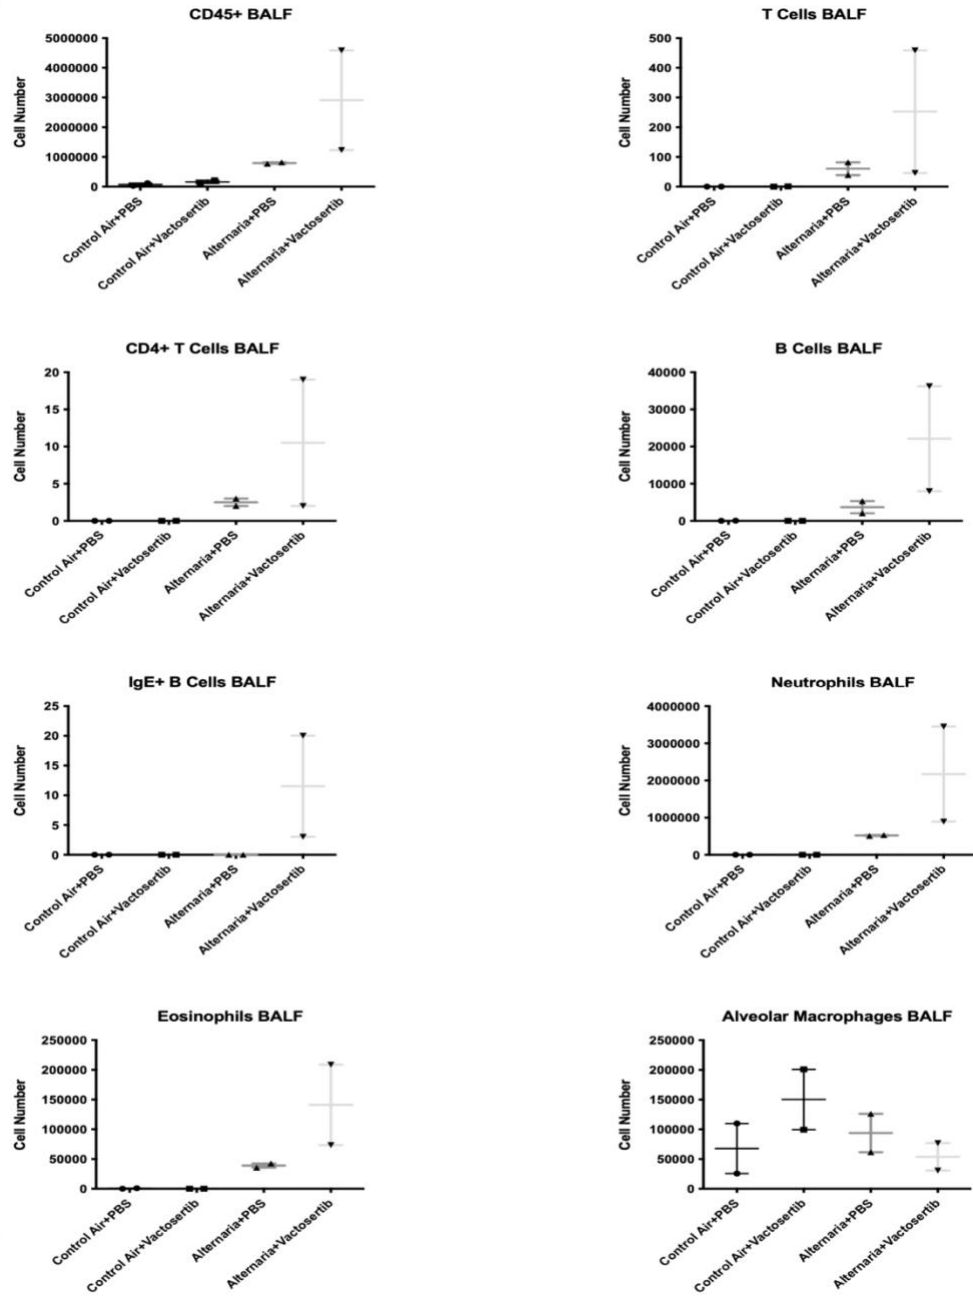 CD45+ BALF
Cell Number
5000000
4000000
3000000
2000000
1000000
0
Control Air+PBS
Control Air+Vactosertib
Alternaria+PBS
Alternaria+Vactosertib
T Cells BALF
Cell Number
500
400
300
200
100
0
Control Air+PBS
Control Air+Vactosertib
Alternaria+PBS
Alternaria+Vactosertib
CD4+ T Cells BALF
Cell Number
20
15
10
5
0
Control Air+PBS
Control Air+Vactosertib
Alternaria+PBS
Alternaria+Vactosertib
B Cells BALF
Cell Number
40000
30000
20000
10000
0
Control Air+PBS
Control Air+Vactosertib
Alternaria+PBS
Alternaria+Vactosertib
IgE+ B Cells BALF
Cell Number
25
20
15
10
5
0
Control Air+PBS
Control Air+Vactosertib
Alternaria+PBS
Alternaria+Vactosertib
Neutrophils BALF
Cell Number
4000000
3000000
2000000
1000000
0
Control Air+PBS
Control Air+Vactosertib
Alternaria+PBS
Alternaria+Vactosertib
Eosinophils BALF
Cell Number
250000
200000
150000
100000
50000
0
Control Air+PBS
Control Air+Vactosertib
Alternaria+PBS
Alternaria+Vactosertib
Alveolar Macrophages BALF
Cell Number
250000
200000
150000
100000
50000
0
Control Air+PBS
Control Air+Vactosertib
Alternaria+PBS
Alternaria+Vactosertib